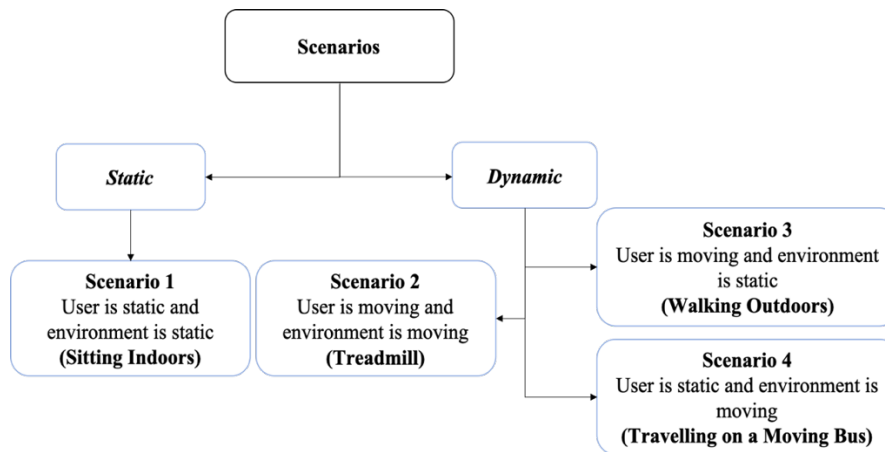 Scenarios
Static
Dynamic
Scenario 1
User is static and
environment is static
(Sitting Indoors)
Scenario 2
User is moving and
environment is moving
(Treadmill)
Scenario 3
User is moving and environment
is static
(Walking Outdoors)
Scenario 4
User is static and environment is
moving
(Travelling on a Moving Bus)